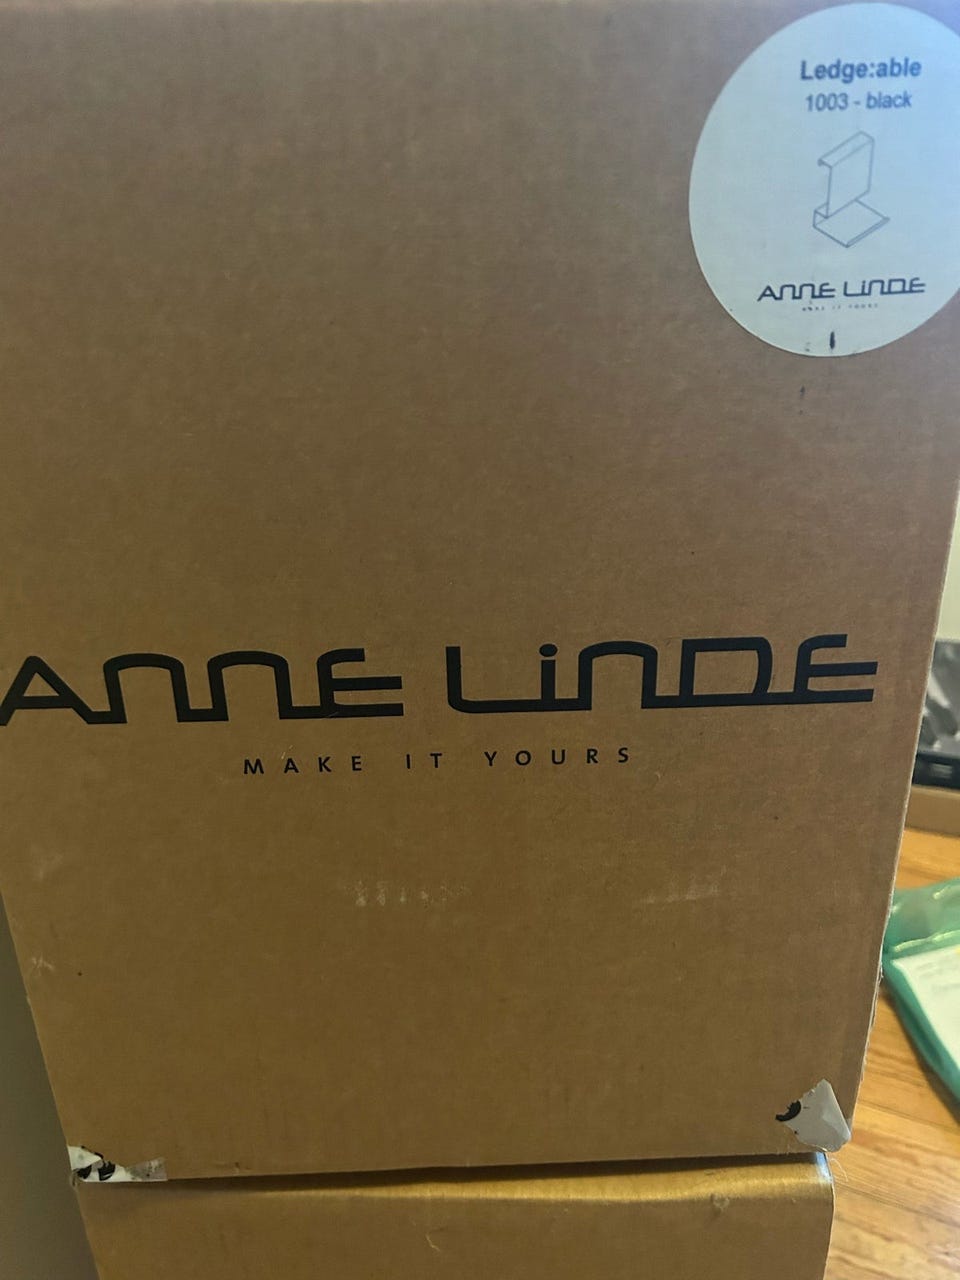 Ledge:able
1003 - black
ANNE LINDE
MAKE IT YOURS
ANNE LINDE
MAKE IT YOURS